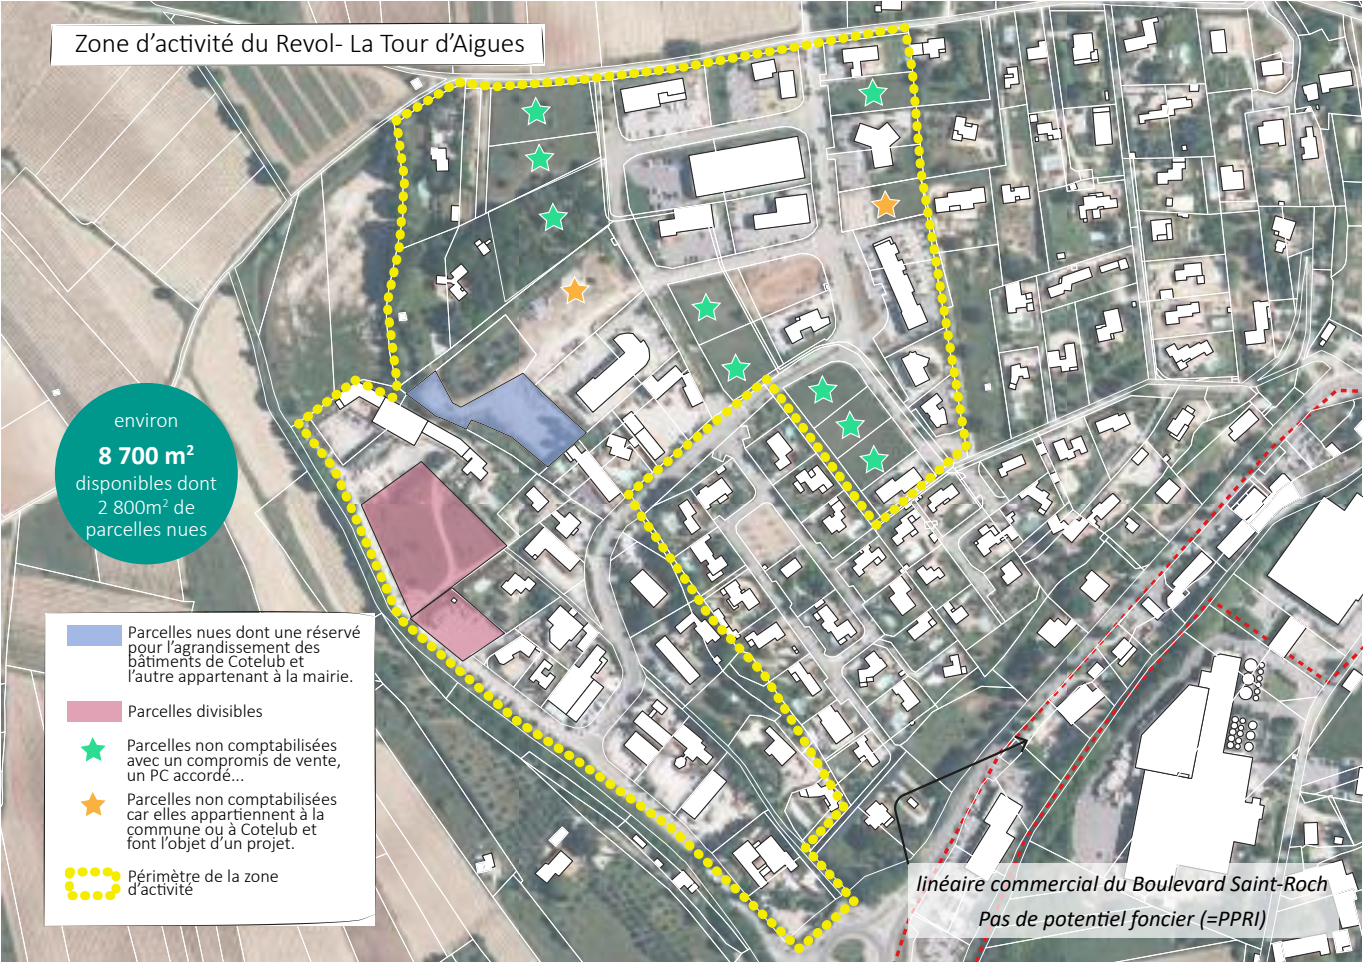 Zone d'activité du Revol- La Tour d'Aigues
environ
8 700 m²
disponibles dont
2 800m² de
parcelles nues
Parcelles nues dont une réservé
pour l'agrandissement des
bâtiments de Cotelub et
l'autre appartenant à la mairie.
Parcelles divisibles
Parcelles non comptabilisées
avec un compromis de vente,
un PC accordé...
Parcelles non comptabilisées
car elles appartiennent à la
commune ou à Cotelub et
font l'objet d'un projet.
Périmètre de la zone
d'activité
linéaire commercial du Boulevard Saint-Roch
Pas de potentiel foncier (=PPRI)